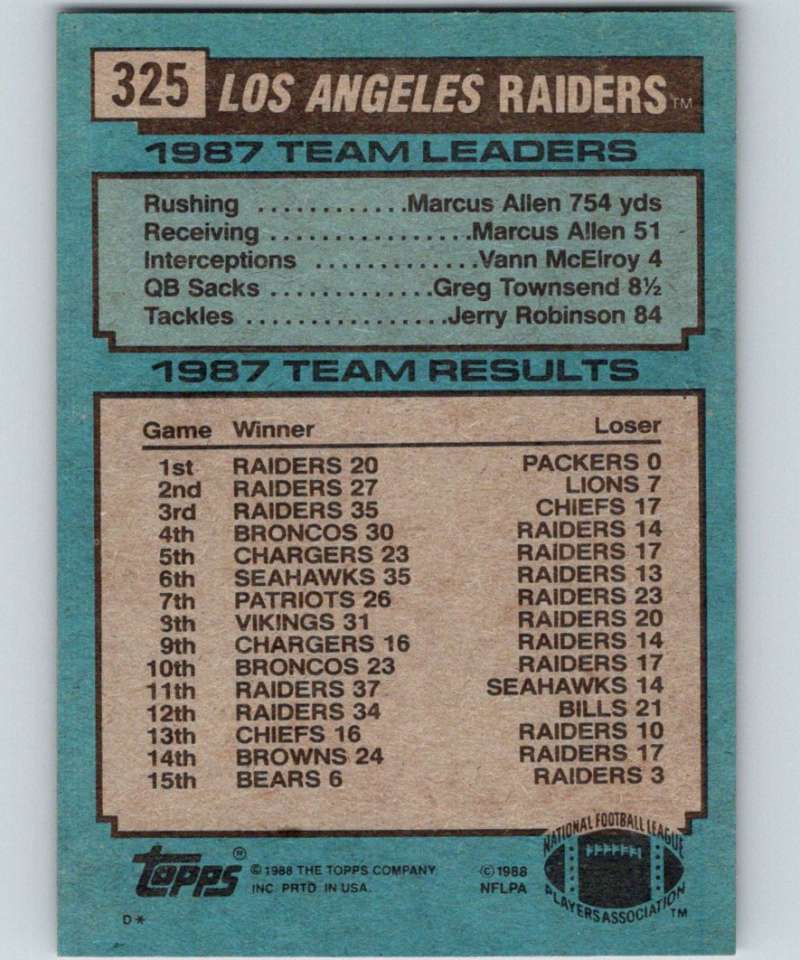 325 LOS ANGELES RAIDERS TM
1987 TEAM LEADERS
Rushing ............Marcus Allen 754 yds
Receiving ................Marcus Allen 51
Interceptions .............Vann McElroy 4
QB Sacks .............Greg Townsend 8½
Tackles ................Jerry Robinson 84
1987 TEAM RESULTS
Game Winner Loser
1st RAIDERS 20 PACKERS 0
2nd RAIDERS 27 LIONS 7
3rd RAIDERS 35 CHIEFS 17
4th BRONCOS 30 RAIDERS 14
5th CHARGERS 23 RAIDERS 17
6th SEAHAWKS 35 RAIDERS 13
7th PATRIOTS 26 RAIDERS 23
8th VIKINGS 31 RAIDERS 20
9th CHARGERS 16 RAIDERS 14
10th BRONCOS 23 RAIDERS 17
11th RAIDERS 37 SEAHAWKS 14
12th RAIDERS 34 BILLS 21
13th CHIEFS 16 RAIDERS 10
14th BROWNS 24 RAIDERS 17
15th BEARS 6 RAIDERS 3
NATIONAL FOOTBALL LEAGUE
PLAYERS ASSOCIATION TM
Topps ® © 1988 THE TOPPS COMPANY
INC. PRTD IN USA.
© 1988
NFLPA
D*